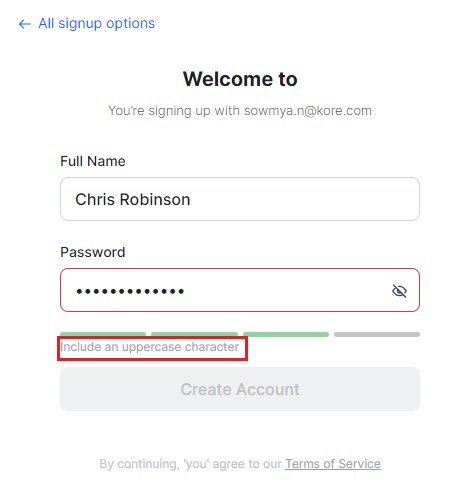 ← All signup options
Welcome to
You're signing up with sowmya.n@kore.com
Full Name
Chris Robinson
Password
•••••••••••••
Include an uppercase character
Create Account
By continuing, 'you' agree to our Terms of Service